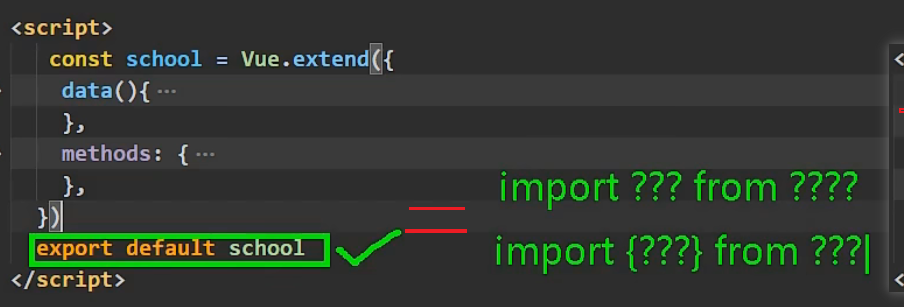 <script>
const school = Vue.extend({
data(){ ···
},
methods: { ···
},
})
import ??? from ????
export default school
import {???} from ???|
</script>